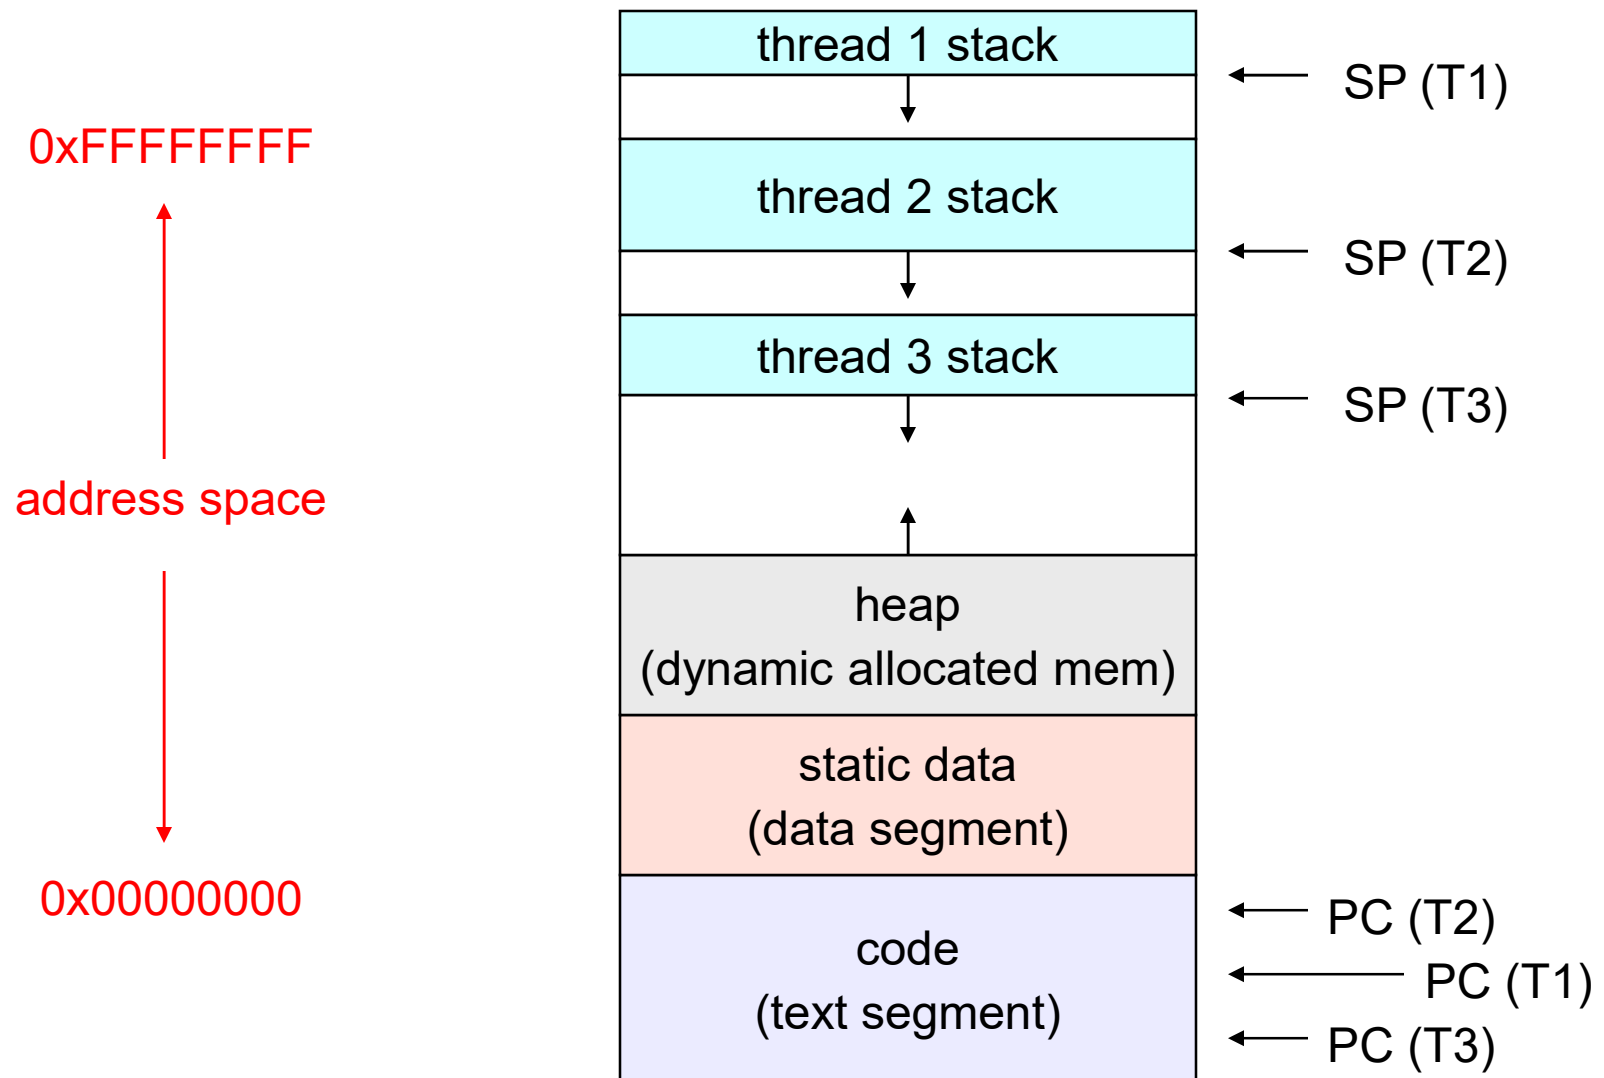 thread 1 stack
SP (T1)
0xFFFFFFFF
thread 2 stack
SP (T2)
thread 3 stack
SP (T3)
address space
heap
(dynamic allocated mem)
static data
(data segment)
0x00000000
PC (T2)
code
PC (T1)
(text segment)
PC (T3)